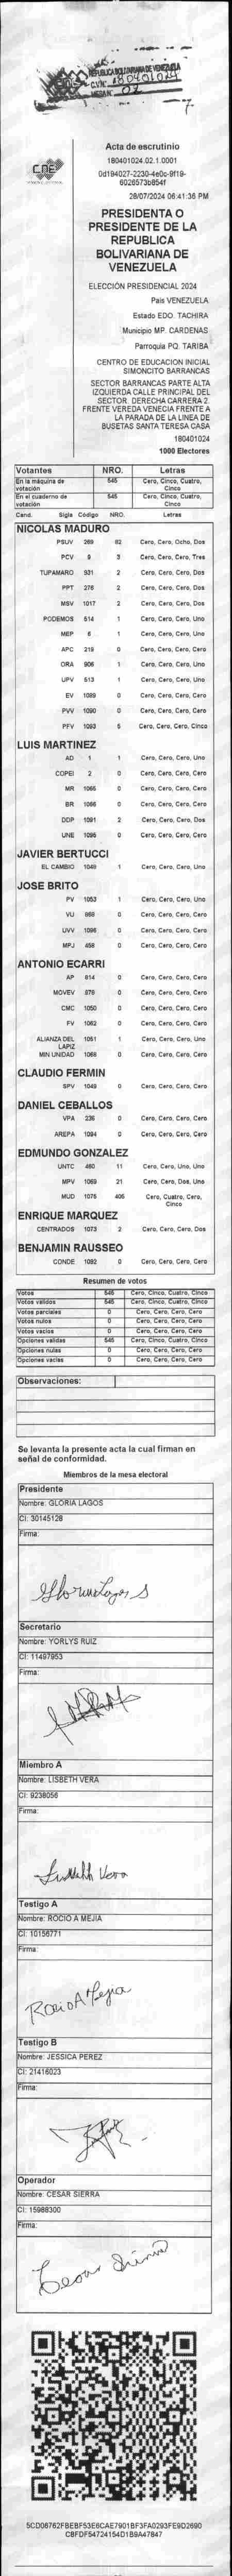 REPUBLICA BOLIVARIANA DE VENEZUELA
C.V.N°: 180401024
MESA N°: 02
CNE
Acta de escrutinio
180401024.02.1.0001
0d194027-2230-4e0c-9f19-
6026573b854f
28/07/2024 06:41:36 PM
PRESIDENTA O
PRESIDENTE DE LA
REPUBLICA
BOLIVARIANA DE
VENEZUELA
ELECCIÓN PRESIDENCIAL 2024
Pais VENEZUELA
Estado EDO. TACHIRA
Municipio MP. CARDENAS
Parroquia PQ. TARIBA
CENTRO DE EDUCACION INICIAL
SIMONCITO BARRANCAS
SECTOR BARRANCAS PARTE ALTA
IZQUIERDA CALLE PRINCIPAL DEL
SECTOR. DERECHA CARRERA 2.
FRENTE VEREDA VENECIA FRENTE A
LA PARADA DE LA LINEA DE
BUSETAS SANTA TERESA CASA
180401024
1000 Electores
Votantes NRO. Letras
En la máquina de votación 545 Cero, Cinco, Cuatro, Cinco
En el cuaderno de votación 545 Cero, Cinco, Cuatro, Cinco
Cand. Sigla Código NRO. Letras
NICOLAS MADURO
PSUV 269 82 Cero, Cero, Ocho, Dos
PCV 9 3 Cero, Cero, Cero, Tres
TUPAMARO 931 2 Cero, Cero, Cero, Dos
PPT 276 2 Cero, Cero, Cero, Dos
MSV 1017 2 Cero, Cero, Cero, Dos
PODEMOS 514 1 Cero, Cero, Cero, Uno
MEP 6 1 Cero, Cero, Cero, Uno
APC 219 0 Cero, Cero, Cero, Cero
ORA 906 1 Cero, Cero, Cero, Uno
UPV 513 1 Cero, Cero, Cero, Uno
EV 1089 0 Cero, Cero, Cero, Cero
PVV 1090 0 Cero, Cero, Cero, Cero
PFV 1093 5 Cero, Cero, Cero, Cinco
LUIS MARTINEZ
AD 1 1 Cero, Cero, Cero, Uno
COPEI 2 0 Cero, Cero, Cero, Cero
MR 1065 0 Cero, Cero, Cero, Cero
BR 1066 0 Cero, Cero, Cero, Cero
DDP 1091 2 Cero, Cero, Cero, Dos
UNE 1095 0 Cero, Cero, Cero, Cero
JAVIER BERTUCCI
EL CAMBIO 1049 1 Cero, Cero, Cero, Uno
JOSE BRITO
PV 1053 1 Cero, Cero, Cero, Uno
VU 868 0 Cero, Cero, Cero, Cero
UVV 1096 0 Cero, Cero, Cero, Cero
MPJ 458 0 Cero, Cero, Cero, Cero
ANTONIO ECARRI
AP 814 0 Cero, Cero, Cero, Cero
MOVEV 878 0 Cero, Cero, Cero, Cero
CMC 1050 0 Cero, Cero, Cero, Cero
FV 1062 0 Cero, Cero, Cero, Cero
ALIANZA DEL LAPIZ 1051 1 Cero, Cero, Cero, Uno
MIN UNIDAD 1068 0 Cero, Cero, Cero, Cero
CLAUDIO FERMIN
SPV 1049 0 Cero, Cero, Cero, Cero
DANIEL CEBALLOS
VPA 236 0 Cero, Cero, Cero, Cero
AREPA 1094 0 Cero, Cero, Cero, Cero
EDMUNDO GONZALEZ
UNTC 460 11 Cero, Cero, Uno, Uno
MPV 1069 21 Cero, Cero, Dos, Uno
MUD 1076 405 Cero, Cuatro, Cero, Cinco
ENRIQUE MARQUEZ
CENTRADOS 1073 2 Cero, Cero, Cero, Dos
BENJAMIN RAUSSEO
CONDE 1092 0 Cero, Cero, Cero, Cero
Resumen de votos
Votos 545 Cero, Cinco, Cuatro, Cinco
Votos válidos 545 Cero, Cinco, Cuatro, Cinco
Votos parciales 0 Cero, Cero, Cero, Cero
Votos nulos 0 Cero, Cero, Cero, Cero
Votos vacíos 0 Cero, Cero, Cero, Cero
Opciones válidas 545 Cero, Cinco, Cuatro, Cinco
Opciones nulas 0 Cero, Cero, Cero, Cero
Opciones vacías 0 Cero, Cero, Cero, Cero
Observaciones:
Se levanta la presente acta la cual firman en
señal de conformidad.
Miembros de la mesa electoral
Presidente
Nombre: GLORIA LAGOS
CI: 30145128
Firma:
Secretario
Nombre: YORLYS RUIZ
CI: 11497953
Firma:
Miembro A
Nombre: LISBETH VERA
CI: 9238056
Firma:
Lisbeth Vera
Testigo A
Nombre: ROCIO A MEJIA
CI: 10156771
Firma:
Rocio A Mejia
Testigo B
Nombre: JESSICA PEREZ
CI: 21416023
Firma:
Operador
Nombre: CESAR SIERRA
CI: 15988300
Firma:
Cesar Sierra
5CD08762FBEBF53E6CAE7901BF3FA0293FE9D2690
CBFDF54724154D1B9A47847